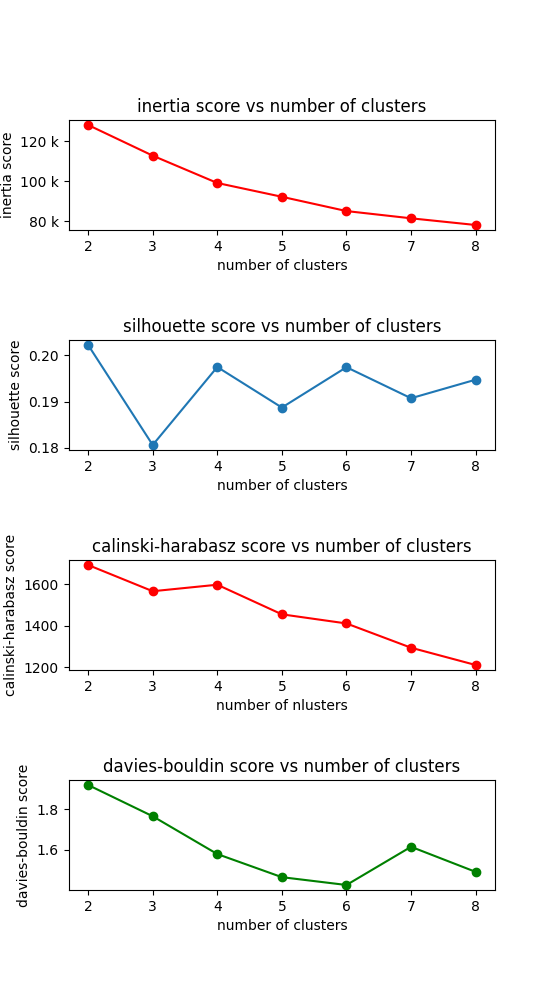 inertia score vs number of clusters
inertia score
120 k
100 k
80 k
2 3 4 5 6 7 8
number of clusters
silhouette score vs number of clusters
silhouette score
0.20
0.19
0.18
2 3 4 5 6 7 8
number of clusters
calinski-harabasz score vs number of clusters
calinski-harabasz score
1600
1400
1200
2 3 4 5 6 7 8
number of nlusters
davies-bouldin score vs number of clusters
davies-bouldin score
1.8
1.6
2 3 4 5 6 7 8
number of clusters